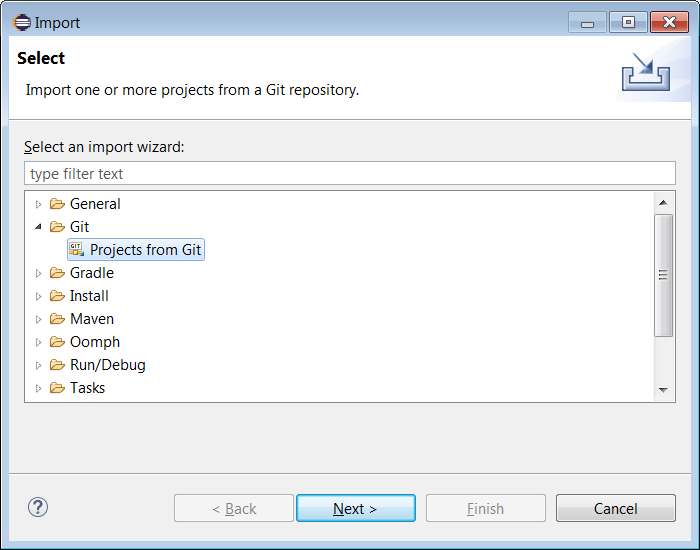 Import
Select
Import one or more projects from a Git repository.
Select an import wizard:
type filter text
General
Git
GIT Projects from Git
Gradle
Install
Maven
Oomph
Run/Debug
Tasks
? < Back Next > Finish Cancel